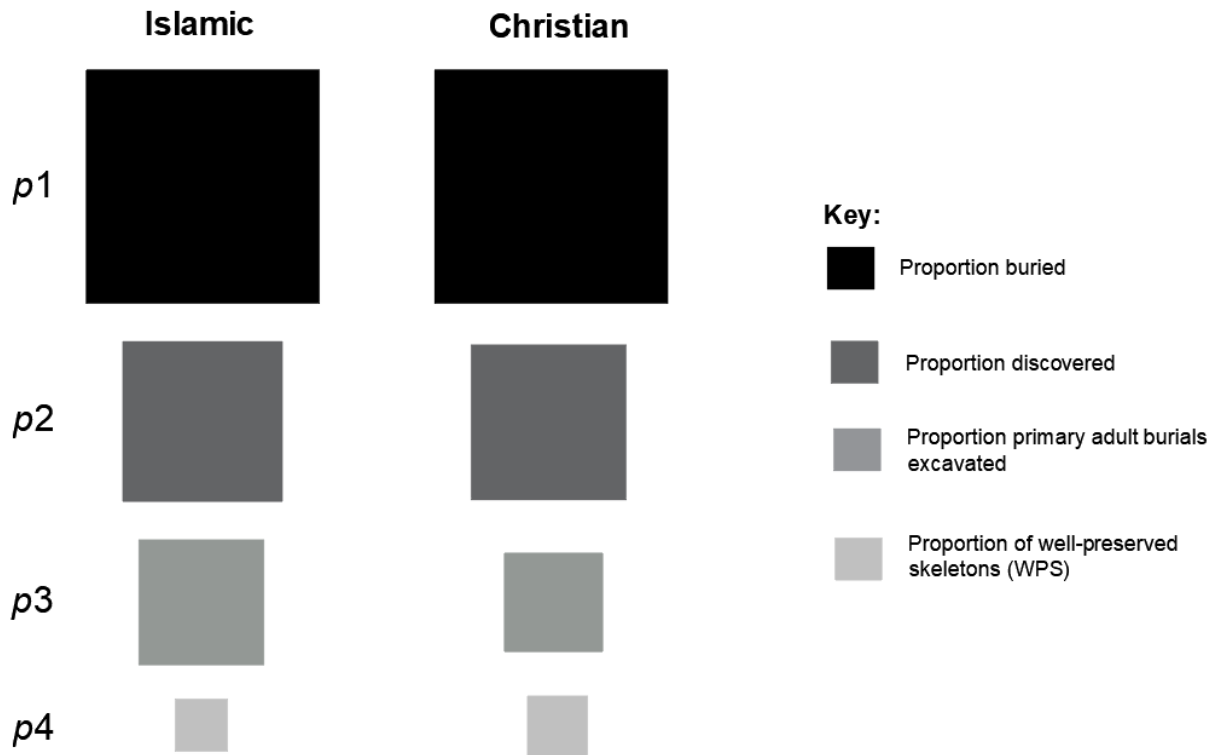 Islamic
Christian
p1
p2
p3
p4
Key:
Proportion buried
Proportion discovered
Proportion primary adult burials
excavated
Proportion of well-preserved
skeletons (WPS)